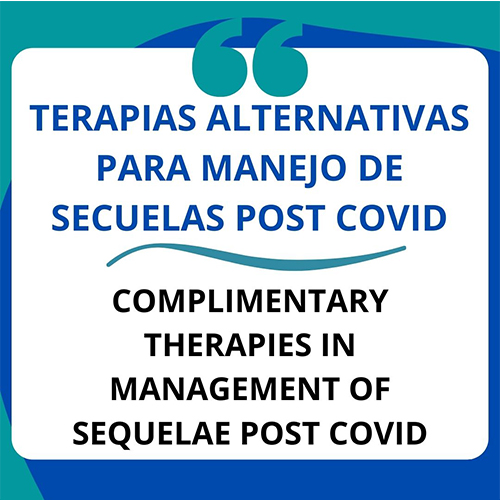 TERAPIAS ALTERNATIVAS
PARA MANEJO DE
SECUELAS POST COVID
COMPLIMENTARY
THERAPIES IN
MANAGEMENT OF
SEQUELAE POST COVID